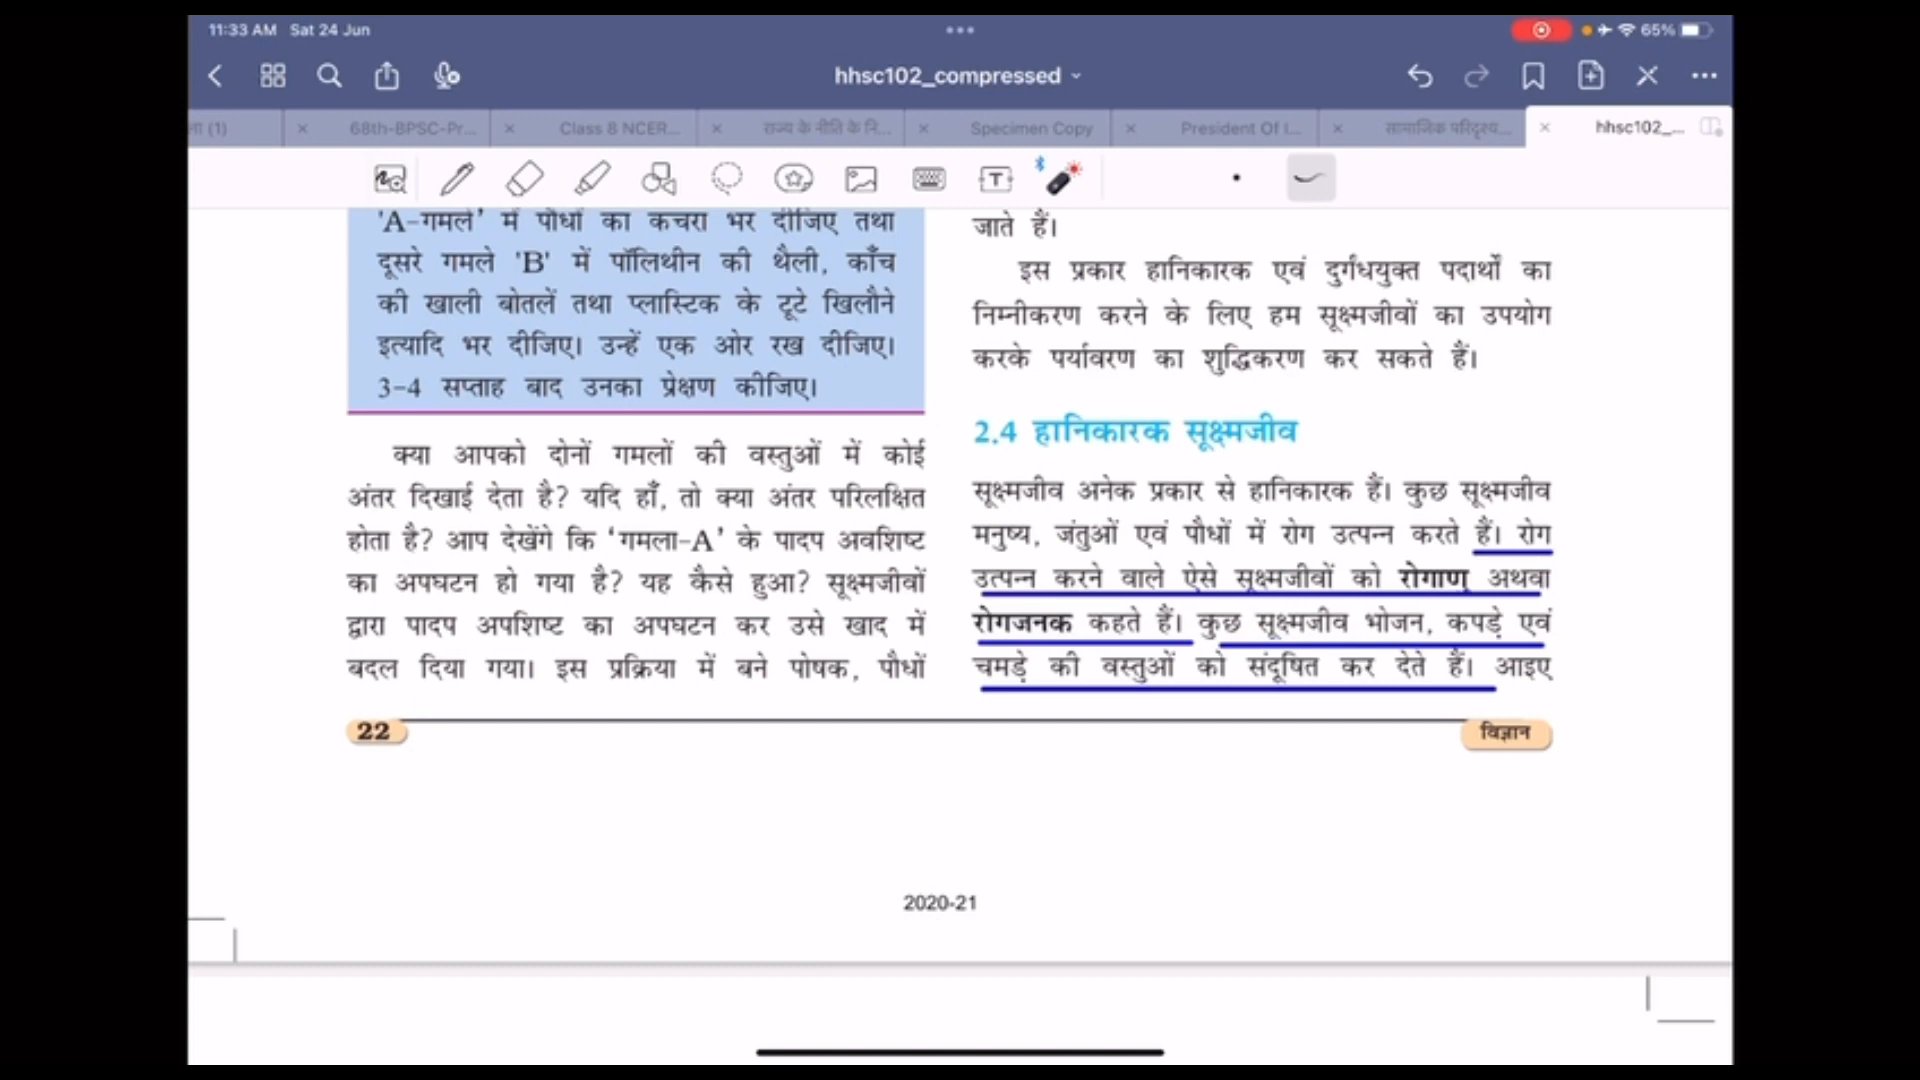 11:33 AM Sat 24 Jun
65%
hhsc102_compressed
ना (1)
68th-BPSC-Pr...
Class 8 NCER...
राज्य के नीति के नि...
Specimen Copy
President Of I...
सामाजिक परिदृश्य...
hhsc102_...
'A-गमले' में पौधों का कचरा भर दीजिए तथा
दूसरे गमले 'B' में पॉलिथीन की थैली, काँच
की खाली बोतलें तथा प्लास्टिक के टूटे खिलौने
इत्यादि भर दीजिए। उन्हें एक ओर रख दीजिए।
3-4 सप्ताह बाद उनका प्रेक्षण कीजिए।
क्या आपको दोनों गमलों की वस्तुओं में कोई
अंतर दिखाई देता है? यदि हाँ, तो क्या अंतर परिलक्षित
होता है? आप देखेंगे कि 'गमला-A' के पादप अवशिष्ट
का अपघटन हो गया है? यह कैसे हुआ? सूक्ष्मजीवों
द्वारा पादप अपशिष्ट का अपघटन कर उसे खाद में
बदल दिया गया। इस प्रक्रिया में बने पोषक, पौधों
जाते हैं।
इस प्रकार हानिकारक एवं दुर्गंधयुक्त पदार्थों का
निम्नीकरण करने के लिए हम सूक्ष्मजीवों का उपयोग
करके पर्यावरण का शुद्धिकरण कर सकते हैं।
2.4 हानिकारक सूक्ष्मजीव
सूक्ष्मजीव अनेक प्रकार से हानिकारक हैं। कुछ सूक्ष्मजीव
मनुष्य, जंतुओं एवं पौधों में रोग उत्पन्न करते हैं। रोग
उत्पन्न करने वाले ऐसे सूक्ष्मजीवों को रोगाणु अथवा
रोगजनक कहते हैं। कुछ सूक्ष्मजीव भोजन, कपड़े एवं
चमड़े की वस्तुओं को संदूषित कर देते हैं। आइए
22
विज्ञान
2020-21